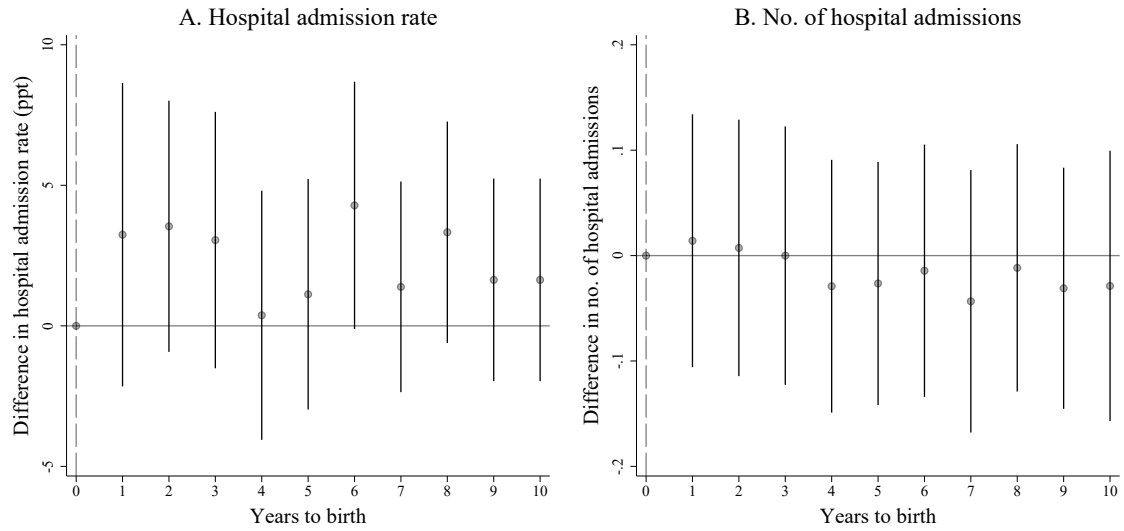 A. Hospital admission rate
Difference in hospital admission rate (ppt)
10
5
0
-5
0 1 2 3 4 5 6 7 8 9 10
Years to birth
B. No. of hospital admissions
Difference in no. of hospital admissions
.2
.1
0
-.1
-.2
0 1 2 3 4 5 6 7 8 9 10
Years to birth